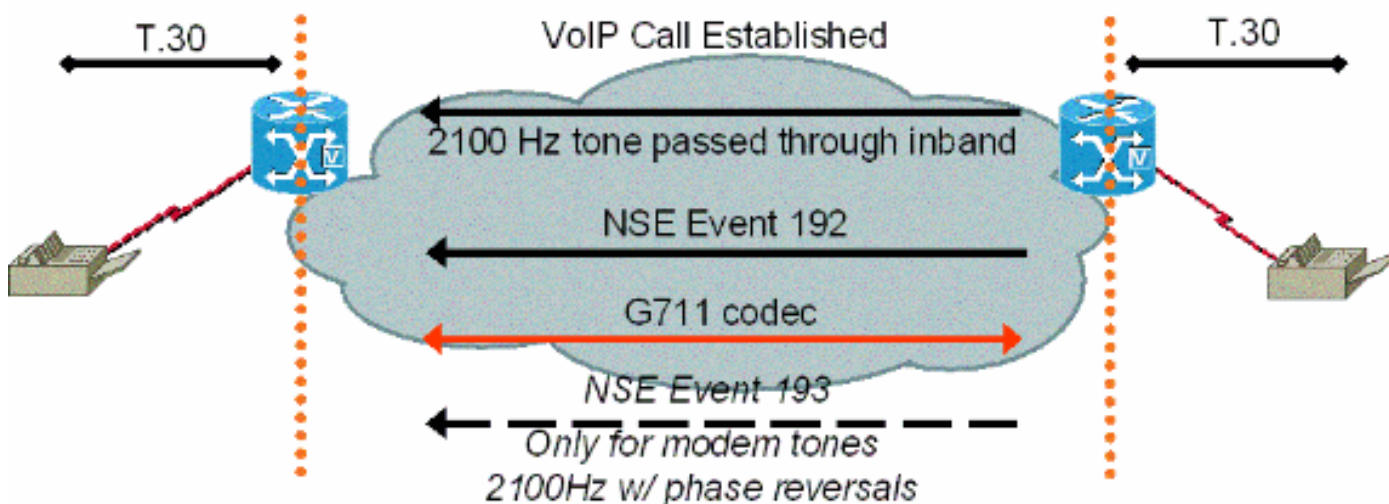 T.30
VoIP Call Established
T.30
2100 Hz tone passed through inband
V
V
NSE Event 192
G711 codec
NSE Event 193
Only for modem tones
2100Hz w/ phase reversals